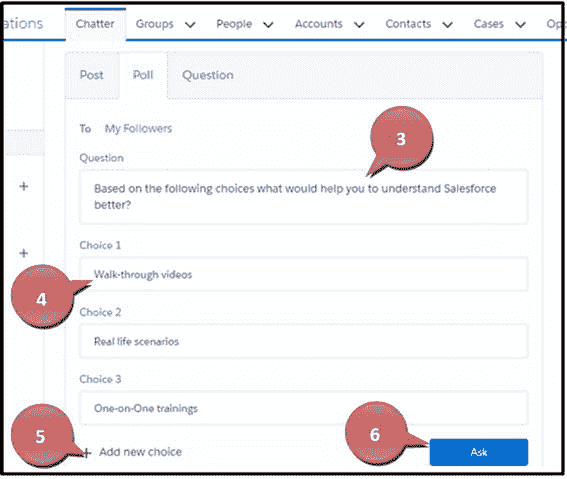 ations Chatter Groups People Accounts Contacts Cases Op
Post Poll Question
To My Followers
3
Question
Based on the following choices what would help you to understand Salesforce
better?
Choice 1
Walk-through videos
4
Choice 2
Real life scenarios
Choice 3
One-on-One trainings
5
6
+ Add new choice
Ask